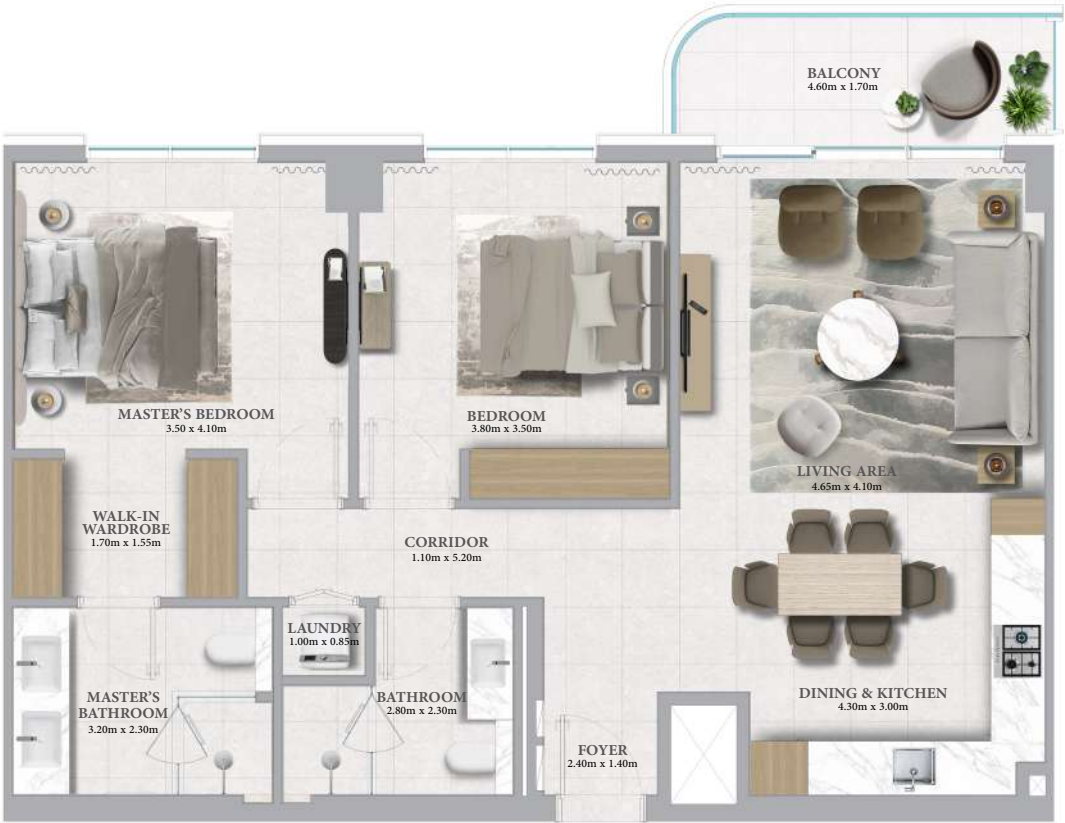 BALCONY
4.60m x 1.70m
MASTER'S BEDROOM
3.50 x 4.10m
BEDROOM
3.80m x 3.50m
LIVING AREA
4.65m x 4.10m
WALK-IN
WARDROBE
1.70m x 1.55m
CORRIDOR
1.10m x 5.20m
LAUNDRY
1.00m x 0.85m
MASTER'S
BATHROOM
3.20m x 2.30m
BATHROOM
2.80m x 2.30m
DINING & KITCHEN
4.30m x 3.00m
FOYER
2.40m x 1.40m